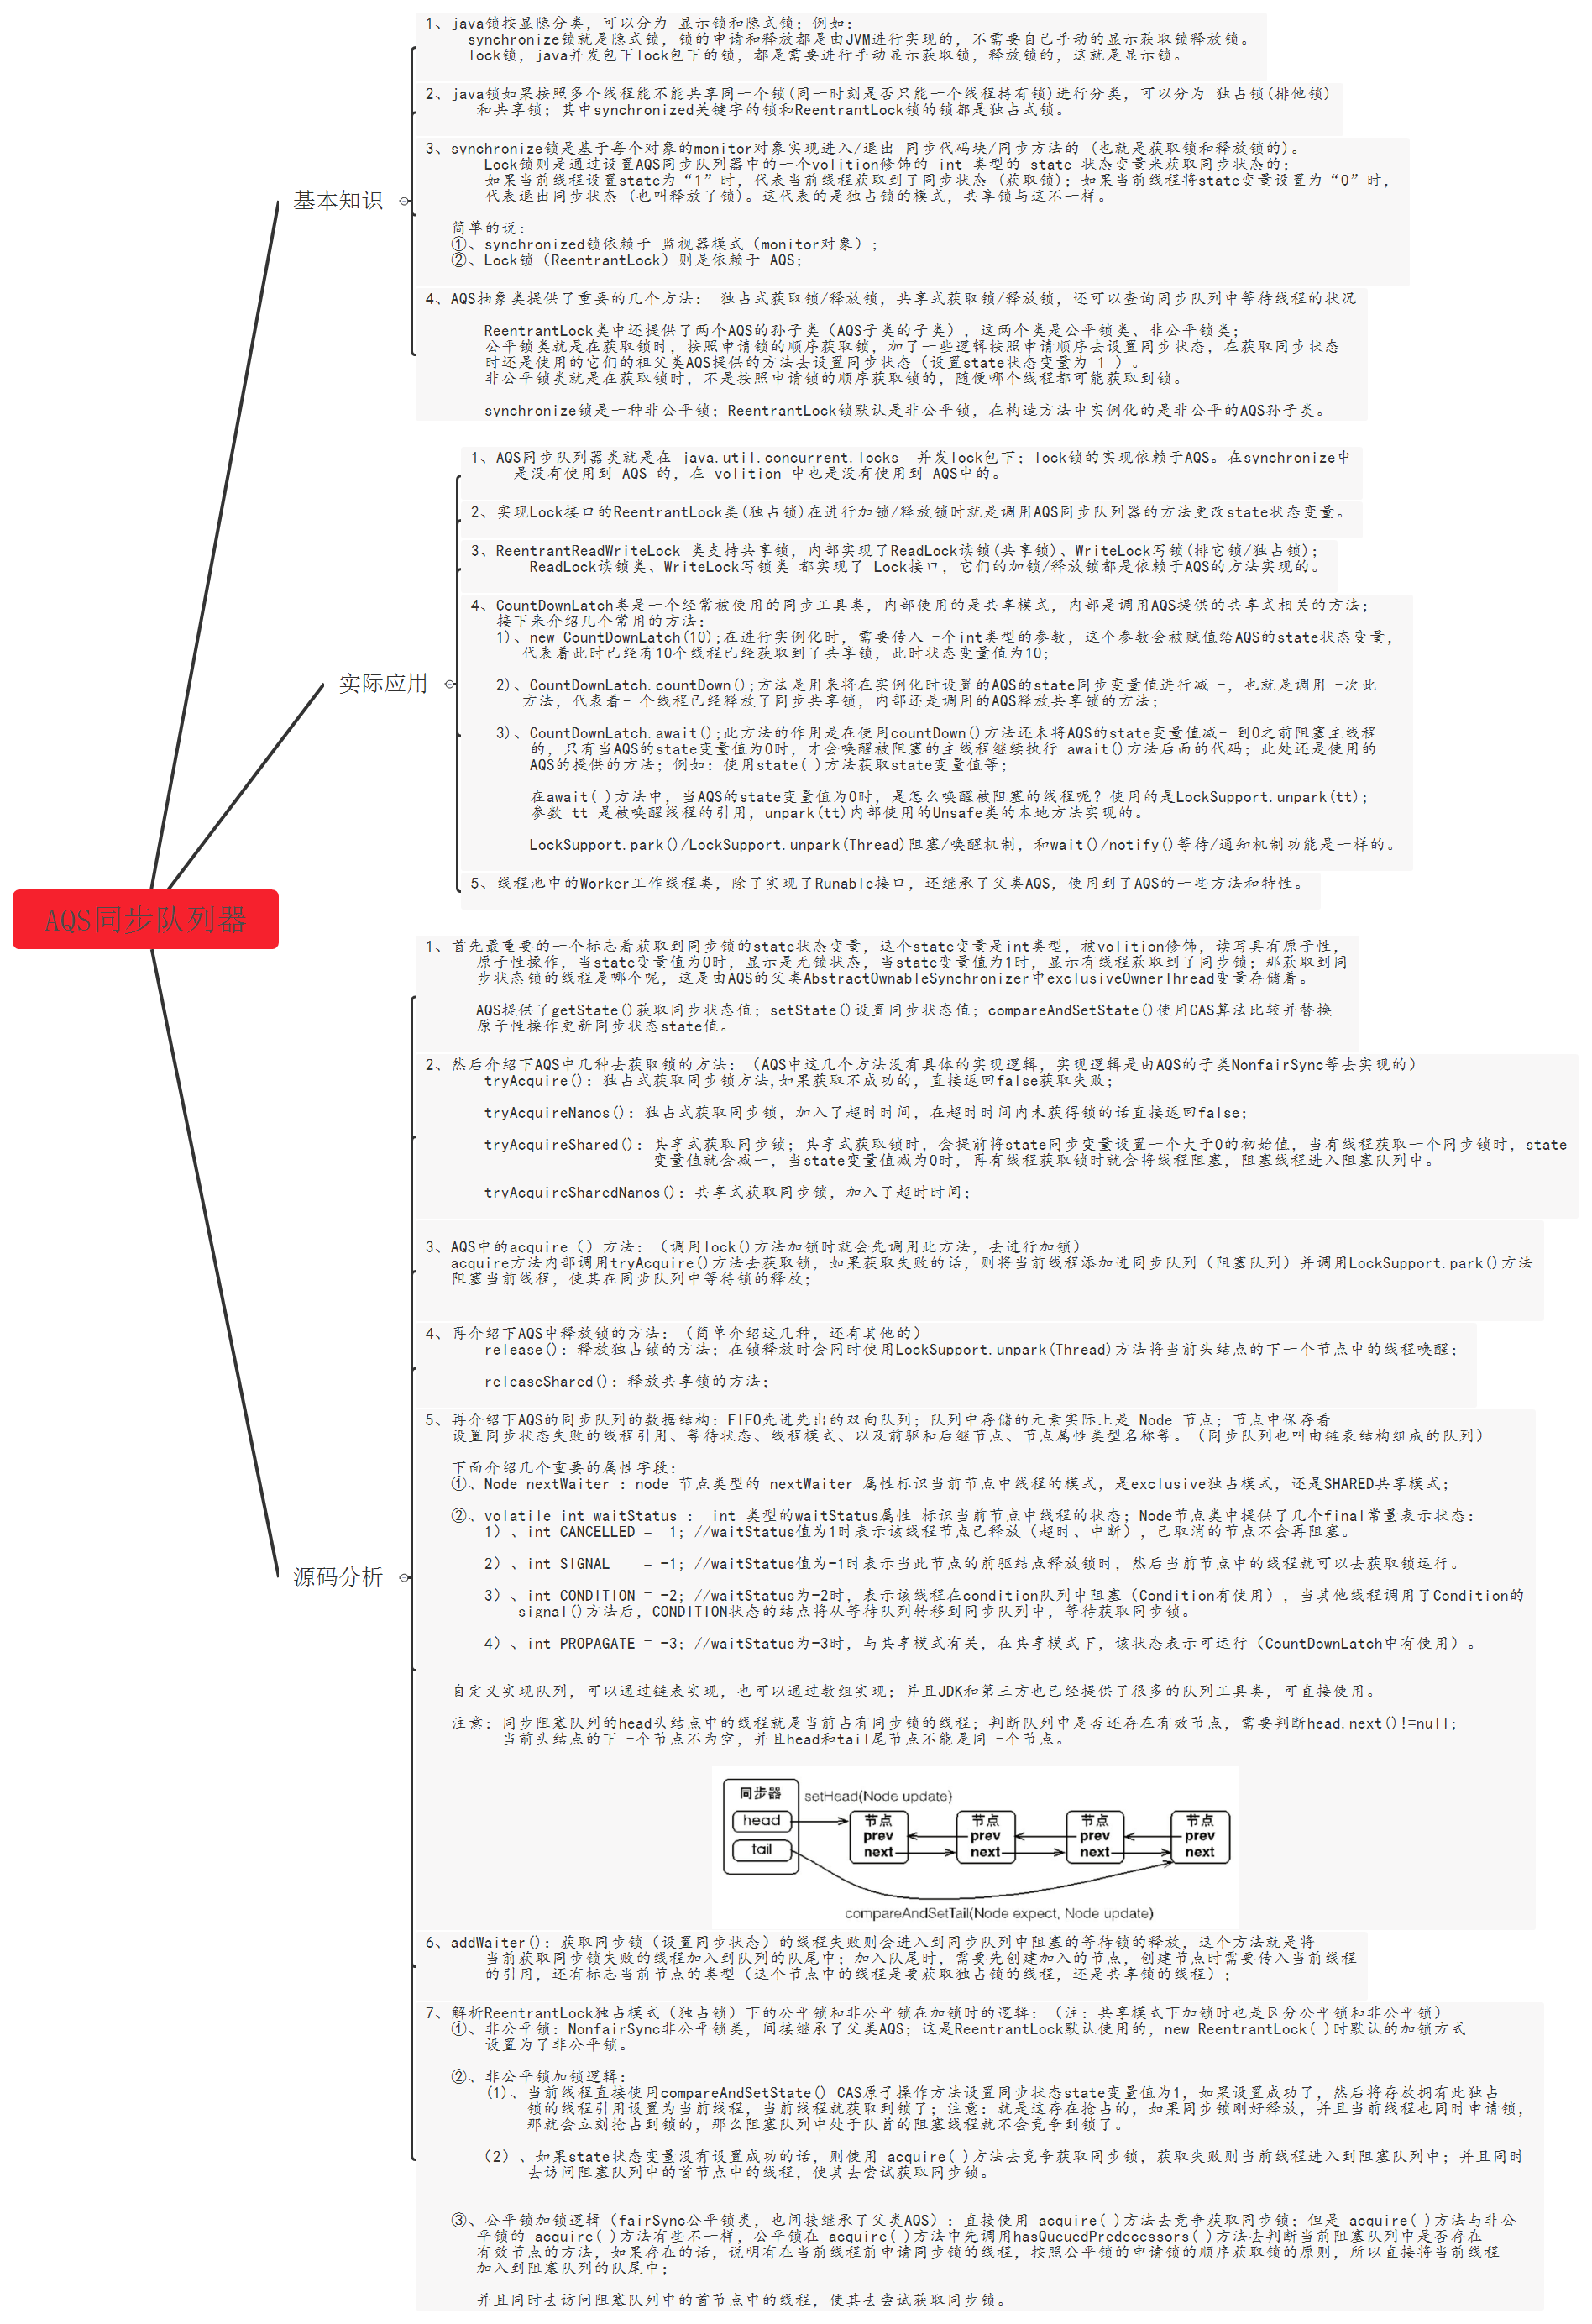 AQS同步队列器
基本知识
1、java锁按显隐分类，可以分为 显示锁和隐式锁；例如：
synchronize锁就是隐式锁，锁的申请和释放都是由JVM进行实现的，不需要自己手动的显示获取锁释放锁。
lock锁，java并发包下lock包下的锁，都是需要进行手动显示获取锁，释放锁的，这就是显示锁。
2、java锁如果按照多个线程能不能共享同一个锁(同一时刻是否只能一个线程持有锁)进行分类，可以分为 独占锁(排他锁)
和共享锁；其中synchronized关键字的锁和ReentrantLock锁的锁都是独占式锁。
3、synchronize锁是基于每个对象的monitor对象实现进入/退出 同步代码块/同步方法的 (也就是获取锁和释放锁的)。
Lock锁则是通过设置AQS同步队列器中的一个volition修饰的 int 类型的 state 状态变量来获取同步状态的；
如果当前线程设置state为“1”时，代表当前线程获取到了同步状态 (获取锁)；如果当前线程将state变量设置为“0”时，
代表退出同步状态 (也叫释放了锁)。这代表的是独占锁的模式，共享锁与这不一样。
简单的说：
①、synchronized锁依赖于 监视器模式（monitor对象）；
②、Lock锁（ReentrantLock）则是依赖于 AQS；
4、AQS抽象类提供了重要的几个方法： 独占式获取锁/释放锁，共享式获取锁/释放锁，还可以查询同步队列中等待线程的状况
ReentrantLock类中还提供了两个AQS的孙子类（AQS子类的子类），这两个类是公平锁类、非公平锁类；
公平锁类就是在获取锁时，按照申请锁的顺序获取锁，加了一些逻辑按照申请顺序去设置同步状态，在获取同步状态
时还是使用的它们的祖父类AQS提供的方法去设置同步状态（设置state状态变量为 1 ）。
非公平锁类就是在获取锁时，不是按照申请锁的顺序获取锁的，随便哪个线程都可能获取到锁。
synchronize锁是一种非公平锁；ReentrantLock锁默认是非公平锁，在构造方法中实例化的是非公平的AQS孙子类。
实际应用
1、AQS同步队列器类就是在 java.util.concurrent.locks  并发lock包下；lock锁的实现依赖于AQS。在synchronize中
是没有使用到 AQS 的，在 volition 中也是没有使用到 AQS中的。
2、实现Lock接口的ReentrantLock类(独占锁)在进行加锁/释放锁时就是调用AQS同步队列器的方法更改state状态变量。
3、ReentrantReadWriteLock 类支持共享锁，内部实现了ReadLock读锁(共享锁)、WriteLock写锁(排它锁/独占锁)；
ReadLock读锁类、WriteLock写锁类 都实现了 Lock接口，它们的加锁/释放锁都是依赖于AQS的方法实现的。
4、CountDownLatch类是一个经常被使用的同步工具类，内部使用的是共享模式，内部是调用AQS提供的共享式相关的方法；
接下来介绍几个常用的方法：
1)、new CountDownLatch(10);在进行实例化时，需要传入一个int类型的参数，这个参数会被赋值给AQS的state状态变量，
代表着此时已经有10个线程已经获取到了共享锁，此时状态变量值为10；
2)、CountDownLatch.countDown();方法是用来将在实例化时设置的AQS的state同步变量值进行减一，也就是调用一次此
方法，代表着一个线程已经释放了同步共享锁，内部还是调用的AQS释放共享锁的方法；
3)、CountDownLatch.await();此方法的作用是在使用countDown()方法还未将AQS的state变量值减一到0之前阻塞主线程
的，只有当AQS的state变量值为0时，才会唤醒被阻塞的主线程继续执行 await()方法后面的代码；此处还是使用的
AQS的提供的方法；例如：使用state( )方法获取state变量值等；
在await( )方法中，当AQS的state变量值为0时，是怎么唤醒被阻塞的线程呢？使用的是LockSupport.unpark(tt)；
参数 tt 是被唤醒线程的引用，unpark(tt)内部使用的Unsafe类的本地方法实现的。
LockSupport.park()/LockSupport.unpark(Thread)阻塞/唤醒机制，和wait()/notify()等待/通知机制功能是一样的。
5、线程池中的Worker工作线程类，除了实现了Runable接口，还继承了父类AQS，使用到了AQS的一些方法和特性。
源码分析
1、首先最重要的一个标志着获取到同步锁的state状态变量，这个state变量是int类型，被volition修饰，读写具有原子性，
原子性操作，当state变量值为0时，显示是无锁状态，当state变量值为1时，显示有线程获取到了同步锁；那获取到同
步状态锁的线程是哪个呢，这是由AQS的父类AbstractOwnableSynchronizer中exclusiveOwnerThread变量存储着。
AQS提供了getState()获取同步状态值；setState()设置同步状态值；compareAndSetState()使用CAS算法比较并替换
原子性操作更新同步状态state值。
2、然后介绍下AQS中几种去获取锁的方法：（AQS中这几个方法没有具体的实现逻辑，实现逻辑是由AQS的子类NonfairSync等去实现的）
tryAcquire()：独占式获取同步锁方法,如果获取不成功的，直接返回false获取失败；
tryAcquireNanos()：独占式获取同步锁，加入了超时时间，在超时时间内未获得锁的话直接返回false；
tryAcquireShared()：共享式获取同步锁；共享式获取锁时，会提前将state同步变量设置一个大于0的初始值，当有线程获取一个同步锁时，state
变量值就会减一，当state变量值减为0时，再有线程获取锁时就会将线程阻塞，阻塞线程进入阻塞队列中。
tryAcquireSharedNanos()：共享式获取同步锁，加入了超时时间；
3、AQS中的acquire（）方法：（调用lock()方法加锁时就会先调用此方法，去进行加锁）
acquire方法内部调用tryAcquire()方法去获取锁，如果获取失败的话，则将当前线程添加进同步队列（阻塞队列）并调用LockSupport.park()方法
阻塞当前线程，使其在同步队列中等待锁的释放；
4、再介绍下AQS中释放锁的方法：（简单介绍这几种，还有其他的）
release()：释放独占锁的方法；在锁释放时会同时使用LockSupport.unpark(Thread)方法将当前头结点的下一个节点中的线程唤醒；
releaseShared()：释放共享锁的方法；
5、再介绍下AQS的同步队列的数据结构：FIFO先进先出的双向队列；队列中存储的元素实际上是 Node 节点；节点中保存着
设置同步状态失败的线程引用、等待状态、线程模式、以及前驱和后继节点、节点属性类型名称等。（同步队列也叫由链表结构组成的队列）
下面介绍几个重要的属性字段：
①、Node nextWaiter : node 节点类型的 nextWaiter 属性标识当前节点中线程的模式，是exclusive独占模式，还是SHARED共享模式；
②、volatile int waitStatus :  int 类型的waitStatus属性 标识当前节点中线程的状态；Node节点类中提供了几个final常量表示状态：
1）、int CANCELLED =  1; //waitStatus值为1时表示该线程节点已释放（超时、中断），已取消的节点不会再阻塞。
2）、int SIGNAL    = -1; //waitStatus值为-1时表示当此节点的前驱结点释放锁时，然后当前节点中的线程就可以去获取锁运行。
3）、int CONDITION = -2; //waitStatus为-2时，表示该线程在condition队列中阻塞（Condition有使用），当其他线程调用了Condition的
signal()方法后，CONDITION状态的结点将从等待队列转移到同步队列中，等待获取同步锁。
4）、int PROPAGATE = -3; //waitStatus为-3时，与共享模式有关，在共享模式下，该状态表示可运行（CountDownLatch中有使用）。
自定义实现队列，可以通过链表实现，也可以通过数组实现；并且JDK和第三方也已经提供了很多的队列工具类，可直接使用。
注意：同步阻塞队列的head头结点中的线程就是当前占有同步锁的线程；判断队列中是否还存在有效节点，需要判断head.next()!=null;
当前头结点的下一个节点不为空，并且head和tail尾节点不能是同一个节点。
同步器
setHead(Node update)
head
tail
节点 节点 节点 节点
prev prev prev prev
next next next next
compareAndSetTail(Node expect, Node update)
6、addWaiter()：获取同步锁（设置同步状态）的线程失败则会进入到同步队列中阻塞的等待锁的释放，这个方法就是将
当前获取同步锁失败的线程加入到队列的队尾中；加入队尾时，需要先创建加入的节点，创建节点时需要传入当前线程
的引用，还有标志当前节点的类型（这个节点中的线程是要获取独占锁的线程，还是共享锁的线程）；
7、解析ReentrantLock独占模式（独占锁）下的公平锁和非公平锁在加锁时的逻辑：（注：共享模式下加锁时也是区分公平锁和非公平锁）
①、非公平锁：NonfairSync非公平锁类，间接继承了父类AQS；这是ReentrantLock默认使用的，new ReentrantLock( )时默认的加锁方式
设置为了非公平锁。
②、非公平锁加锁逻辑：
(1)、当前线程直接使用compareAndSetState() CAS原子操作方法设置同步状态state变量值为1，如果设置成功了，然后将存放拥有此独占
锁的线程引用设置为当前线程，当前线程就获取到锁了；注意：就是这存在抢占的，如果同步锁刚好释放，并且当前线程也同时申请锁，
那就会立刻抢占到锁的，那么阻塞队列中处于队首的阻塞线程就不会竞争到锁了。
（2）、如果state状态变量没有设置成功的话，则使用 acquire( )方法去竞争获取同步锁，获取失败则当前线程进入到阻塞队列中；并且同时
去访问阻塞队列中的首节点中的线程，使其去尝试获取同步锁。
③、公平锁加锁逻辑（fairSync公平锁类，也间接继承了父类AQS）：直接使用 acquire( )方法去竞争获取同步锁；但是 acquire( )方法与非公
平锁的 acquire( )方法有些不一样，公平锁在 acquire( )方法中先调用hasQueuedPredecessors( )方法去判断当前阻塞队列中是否存在
有效节点的方法，如果存在的话，说明有在当前线程前申请同步锁的线程，按照公平锁的申请锁的顺序获取锁的原则，所以直接将当前线程
加入到阻塞队列的队尾中；
并且同时去访问阻塞队列中的首节点中的线程，使其去尝试获取同步锁。